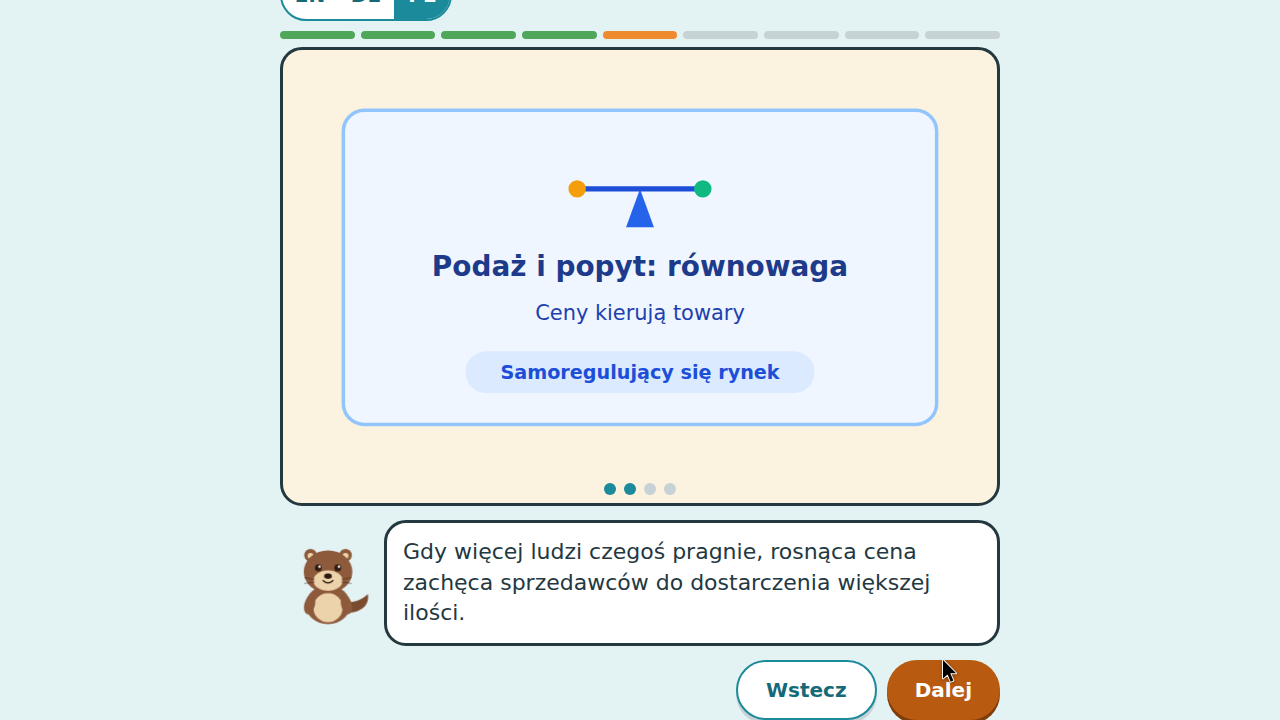 Podaż i popyt: równowaga
Ceny kierują towary
Samoregulujący się rynek
Gdy więcej ludzi czegoś pragnie, rosnąca cena
zachęca sprzedawców do dostarczenia większej
ilości.
Wstecz
Dalej